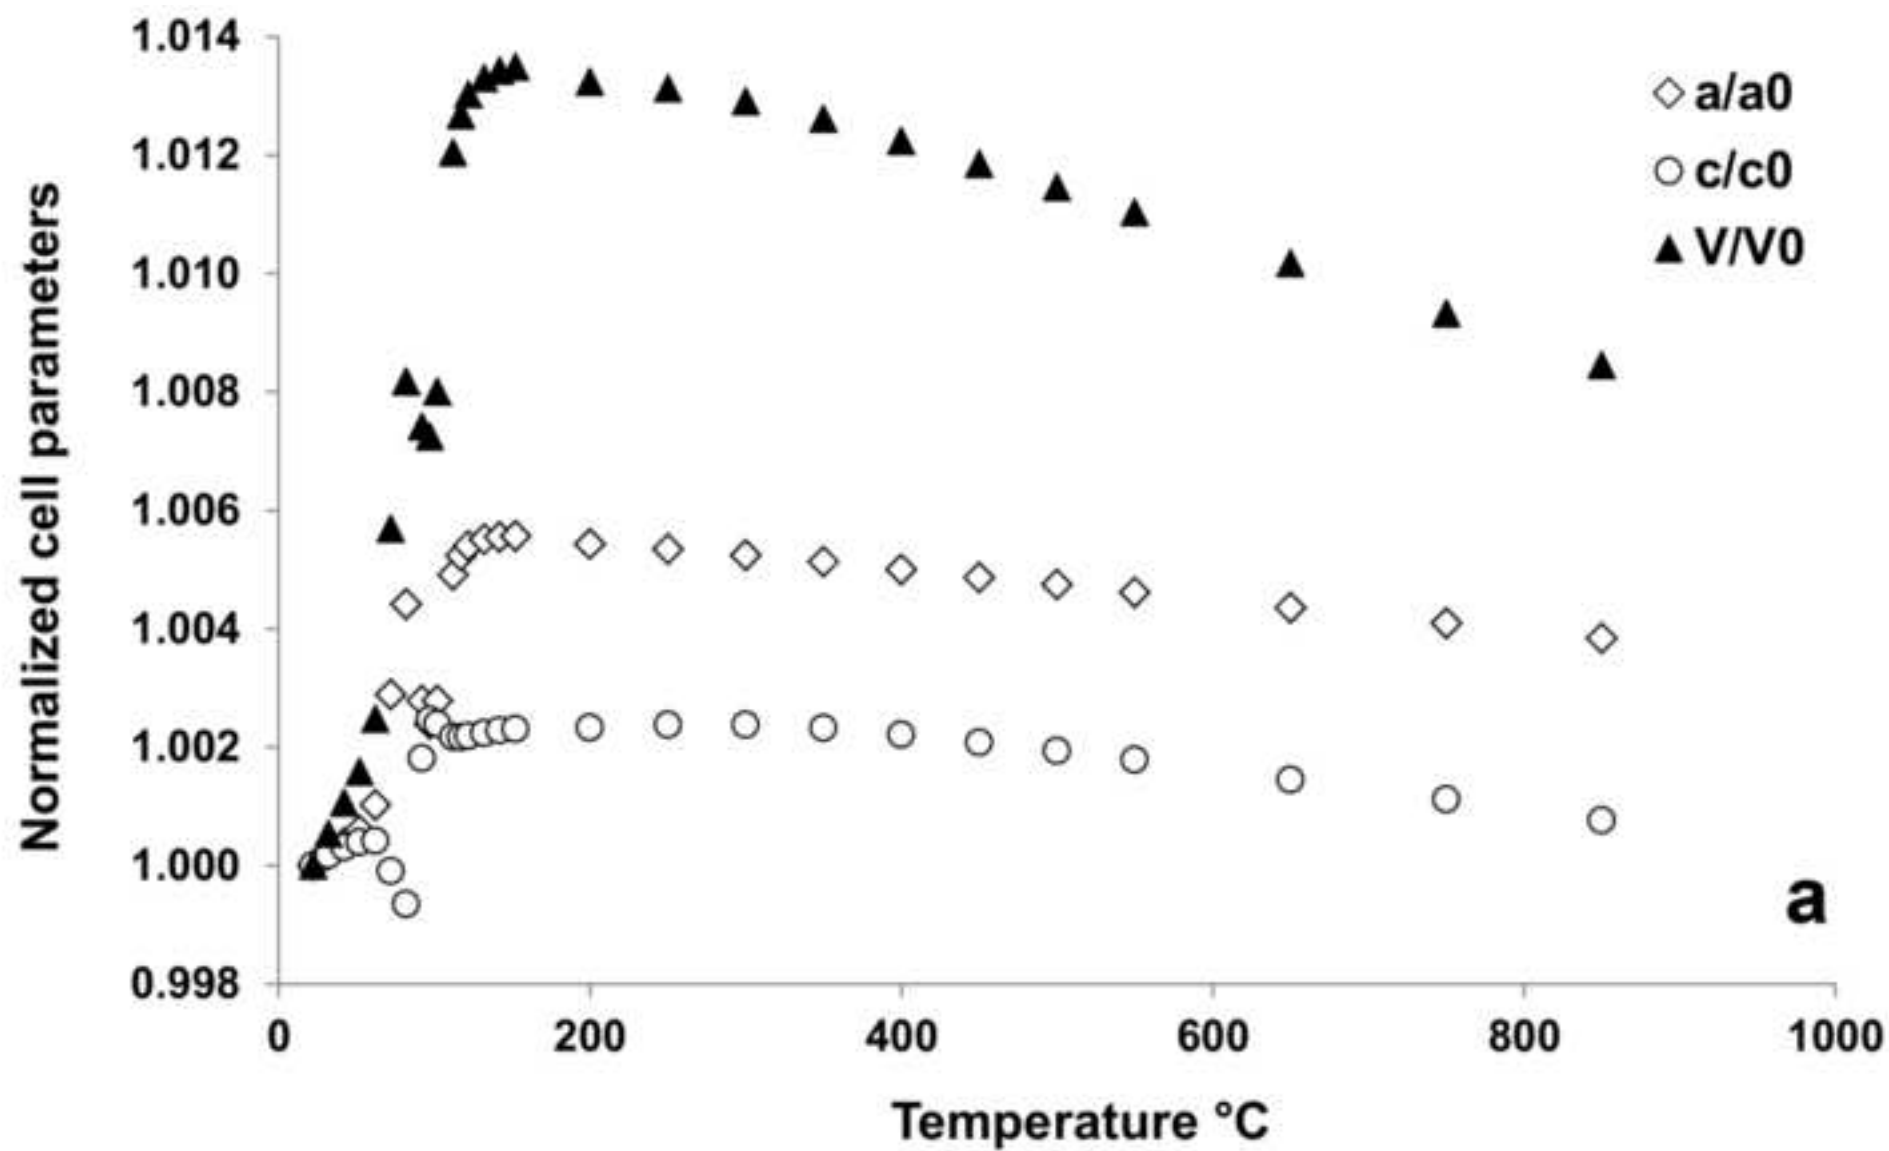 1.014
1.012
1.010
1.008
1.006
1.004
1.002
1.000
0.998
Normalized cell parameters
a/a0
c/c0
V/V0
a
0 200 400 600 800 1000
Temperature °C